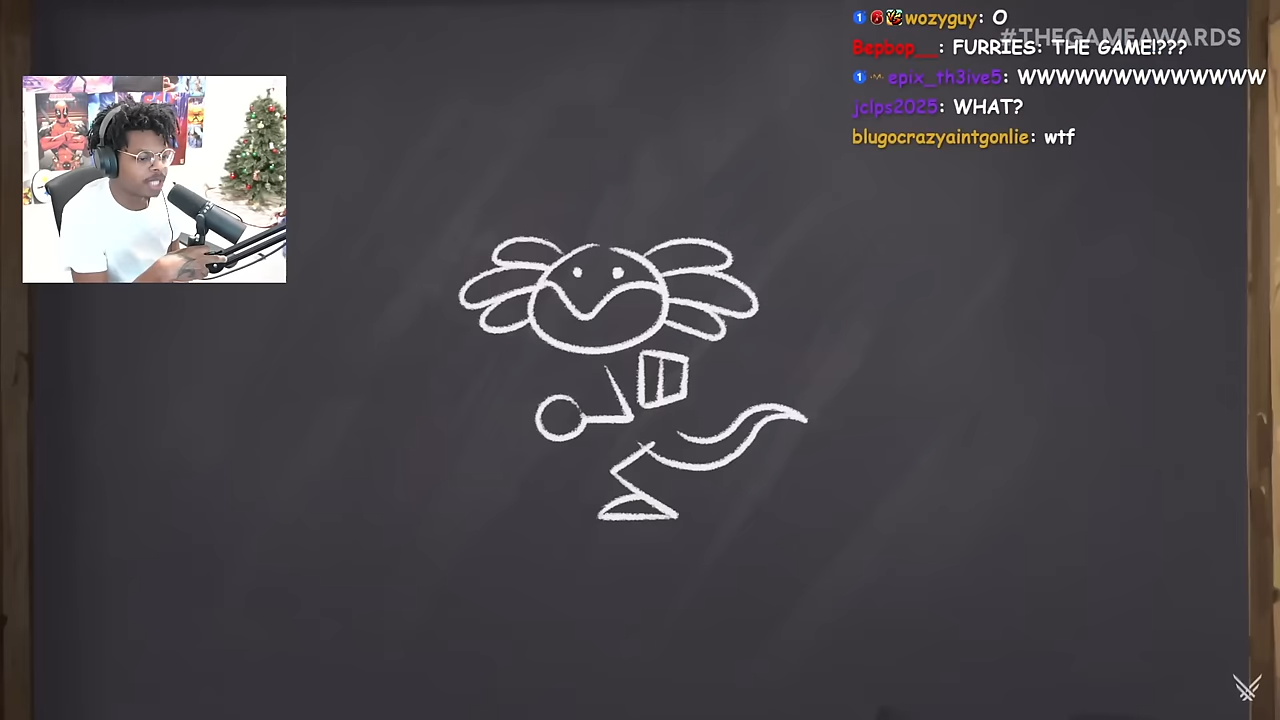 wozyguy: O
#THEGAMEAWARDS
Bepbop__: FURRIES: THE GAME!???
epix_th3ive5: WWWWWWWWWWWWW
jclps2025: WHAT?
blugocrazyaintgonlie: wtf